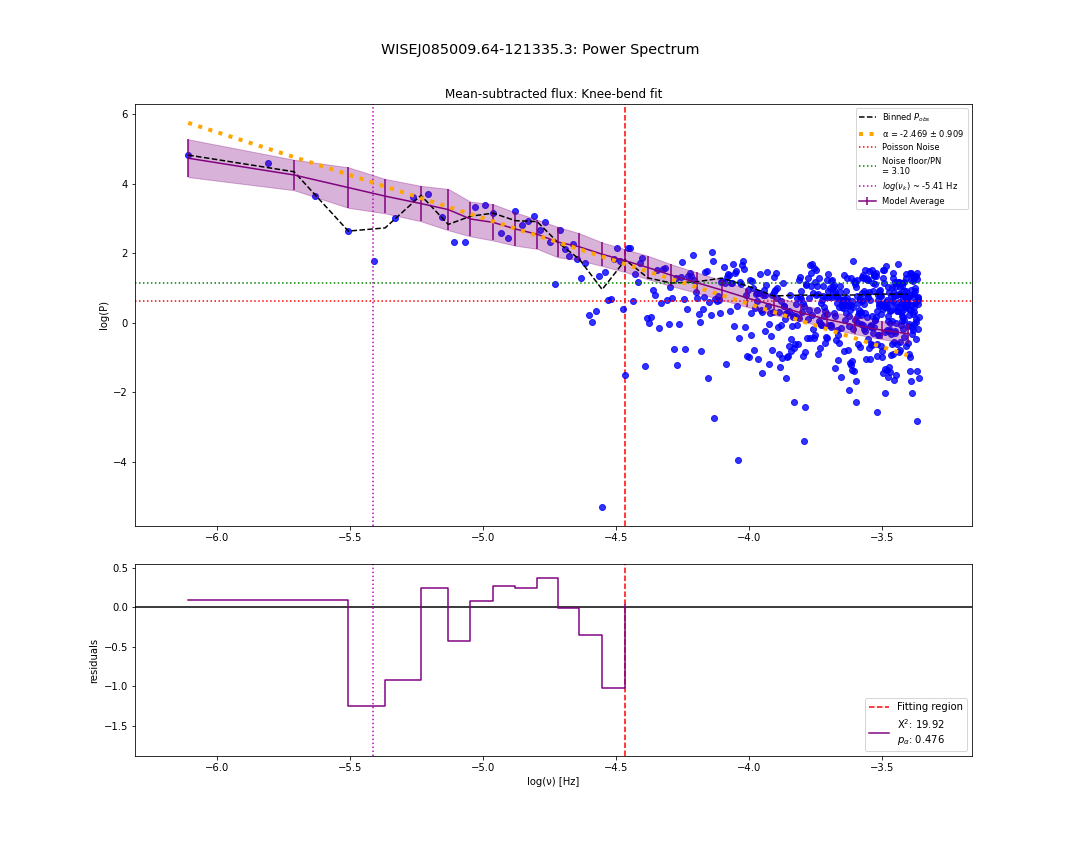 WISEJ085009.64-121335.3: Power Spectrum
Mean-subtracted flux: Knee-bend fit
log(P)
6
4
2
0
−2
−4
Binned P_obs
α = -2.469 ± 0.909
Poisson Noise
Noise floor/PN
= 3.10
log(ν_k) ~ -5.41 Hz
Model Average
−6.0 −5.5 −5.0 −4.5 −4.0 −3.5
residuals
0.5
0.0
−0.5
−1.0
−1.5
Fitting region
X²: 19.92
p_α: 0.476
−6.0 −5.5 −5.0 −4.5 −4.0 −3.5
log(ν) [Hz]